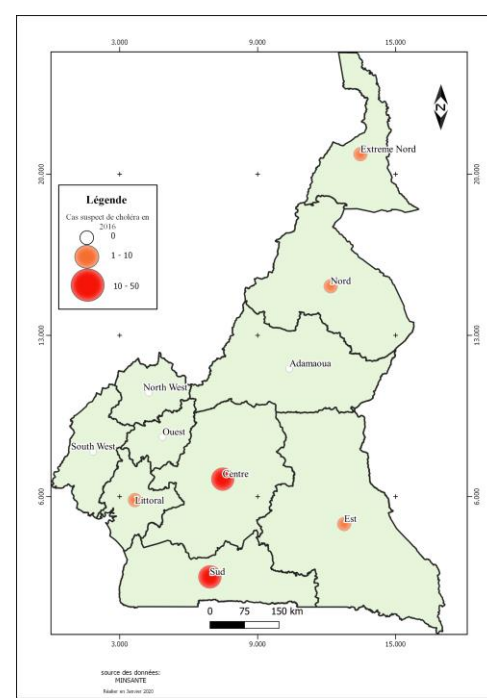 3.000 9.000 15.000
N
Extreme Nord
20.000 20.000
Légende
Cas suspect de choléra en
2016
0
1 - 10
10 - 50
Nord
13.000 13.000
Adamaoua
North West
Ouest
South West
Centre
Littoral
6.000 6.000
Est
Sud
0 75 150 km
3.000 9.000 15.000
source des données:
MINSANTE
Réaliser en Janvier 2020